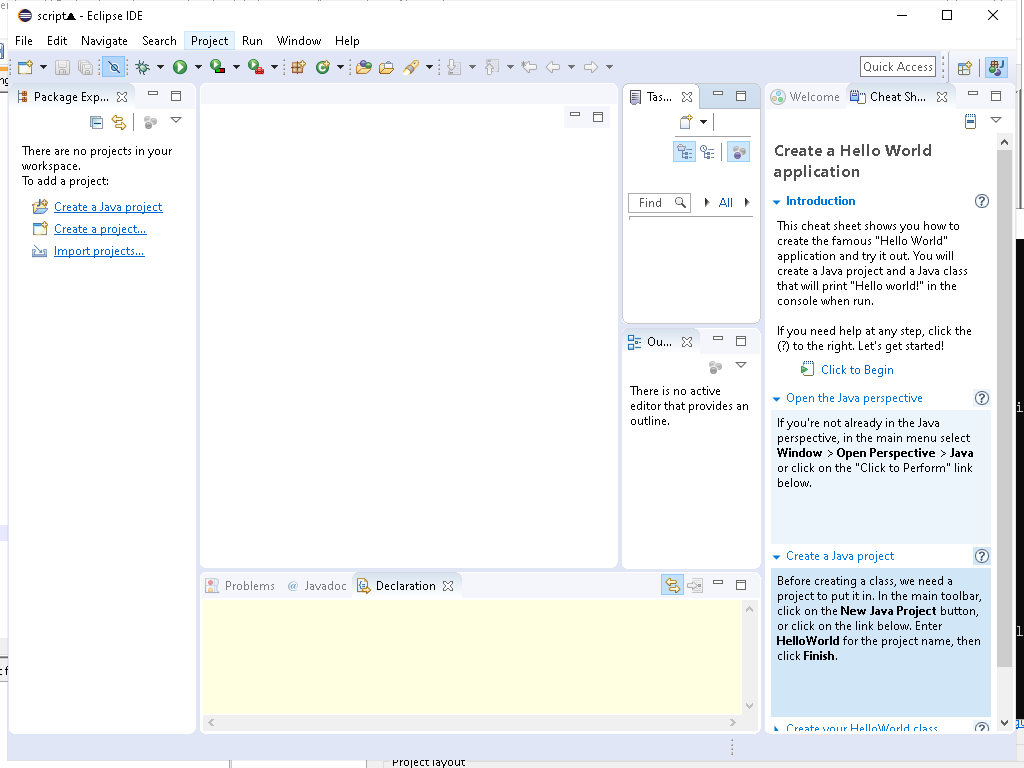 script▲ - Eclipse IDE
File Edit Navigate Search Project Run Window Help
Quick Access
Package Exp...
There are no projects in your
workspace.
To add a project:
Create a Java project
Create a project...
Import projects...
Tas...
Find
All
Ou...
There is no active
editor that provides an
outline.
Problems @ Javadoc Declaration
Welcome Cheat Sh...
Create a Hello World
application
Introduction
This cheat sheet shows you how to
create the famous "Hello World"
application and try it out. You will
create a Java project and a Java class
that will print "Hello world!" in the
console when run.
If you need help at any step, click the
(?) to the right. Let's get started!
Click to Begin
Open the Java perspective
If you're not already in the Java
perspective, in the main menu select
Window > Open Perspective > Java
or click on the "Click to Perform" link
below.
Create a Java project
Before creating a class, we need a
project to put it in. In the main toolbar,
click on the New Java Project button,
or click on the link below. Enter
HelloWorld for the project name, then
click Finish.
Create your HelloWorld class
Project layout